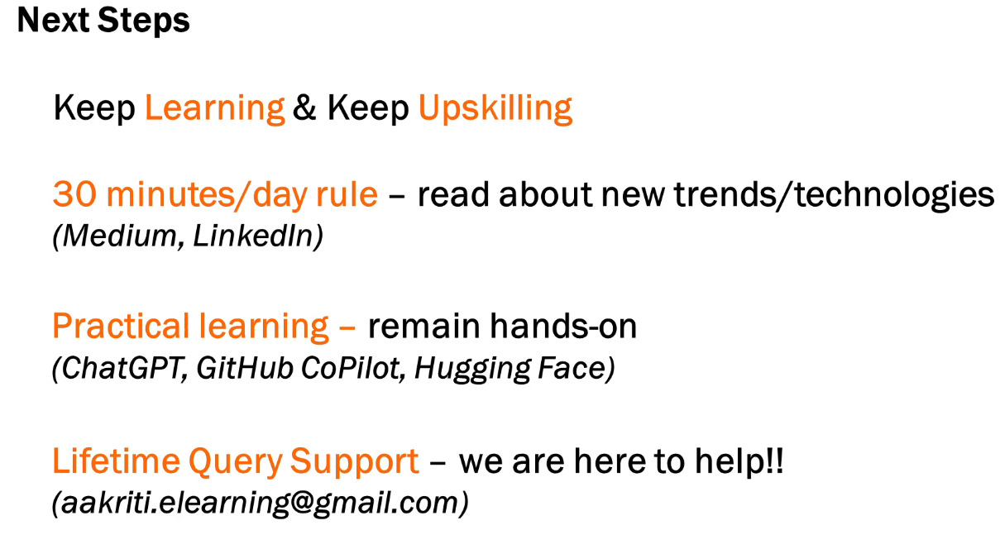 Next Steps
Keep Learning & Keep Upskilling
30 minutes/day rule – read about new trends/technologies
(Medium, LinkedIn)
Practical learning – remain hands-on
(ChatGPT, GitHub CoPilot, Hugging Face)
Lifetime Query Support – we are here to help!!
(aakriti.elearning@gmail.com)